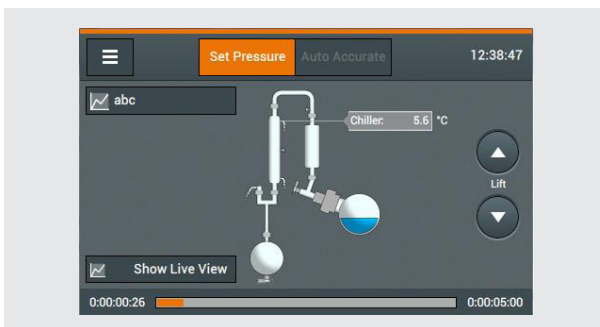 Set Pressure Auto Accurate 12:38:47
abc
Chiller: 5.6 °C
Lift
Show Live View
0:00:00:26 0:00:05:00